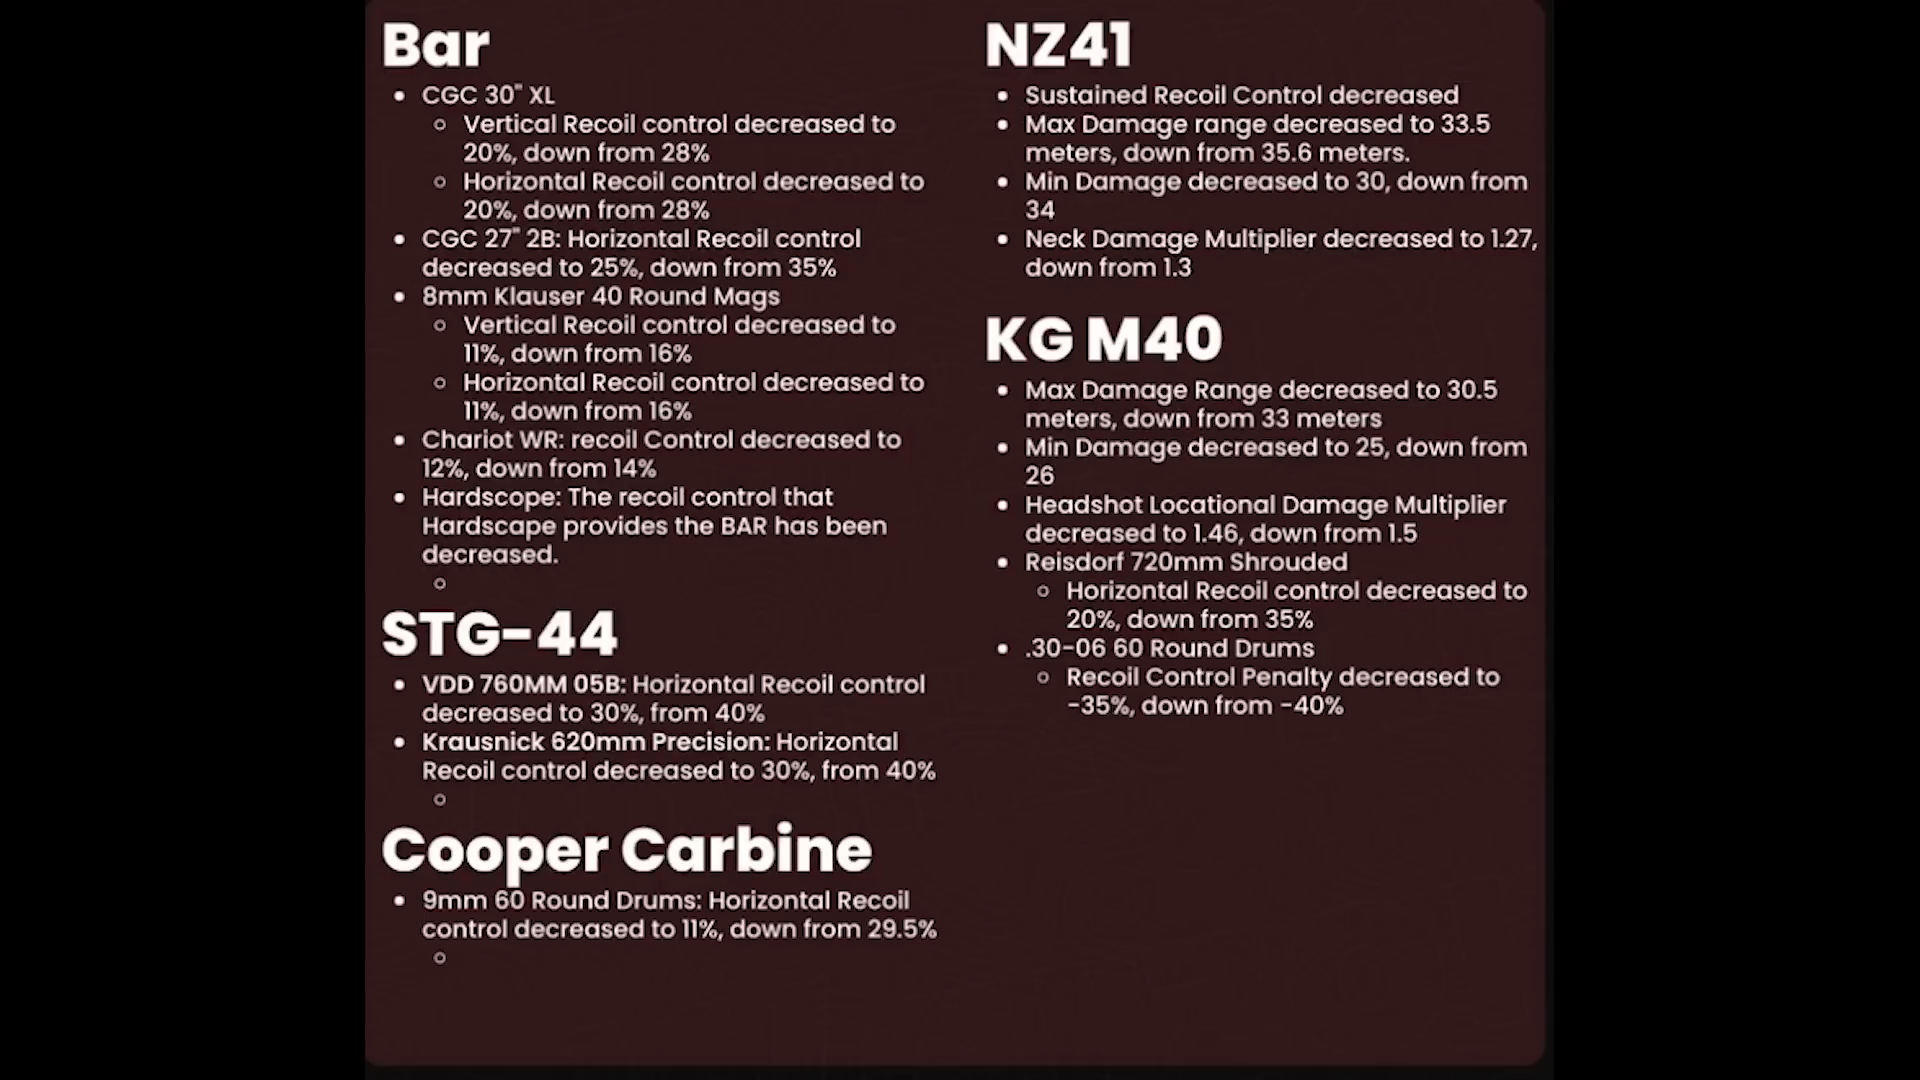 Bar
CGC 30" XL
Vertical Recoil control decreased to
20%, down from 28%
Horizontal Recoil control decreased to
20%, down from 28%
CGC 27" 2B: Horizontal Recoil control
decreased to 25%, down from 35%
8mm Klauser 40 Round Mags
Vertical Recoil control decreased to
11%, down from 16%
Horizontal Recoil control decreased to
11%, down from 16%
Chariot WR: recoil Control decreased to
12%, down from 14%
Hardscope: The recoil control that
Hardscape provides the BAR has been
decreased.
STG-44
VDD 760MM 05B: Horizontal Recoil control
decreased to 30%, from 40%
Krausnick 620mm Precision: Horizontal
Recoil control decreased to 30%, from 40%
Cooper Carbine
9mm 60 Round Drums: Horizontal Recoil
control decreased to 11%, down from 29.5%
NZ41
Sustained Recoil Control decreased
Max Damage range decreased to 33.5
meters, down from 35.6 meters.
Min Damage decreased to 30, down from
34
Neck Damage Multiplier decreased to 1.27,
down from 1.3
KG M40
Max Damage Range decreased to 30.5
meters, down from 33 meters
Min Damage decreased to 25, down from
26
Headshot Locational Damage Multiplier
decreased to 1.46, down from 1.5
Reisdorf 720mm Shrouded
Horizontal Recoil control decreased to
20%, down from 35%
.30-06 60 Round Drums
Recoil Control Penalty decreased to
-35%, down from -40%